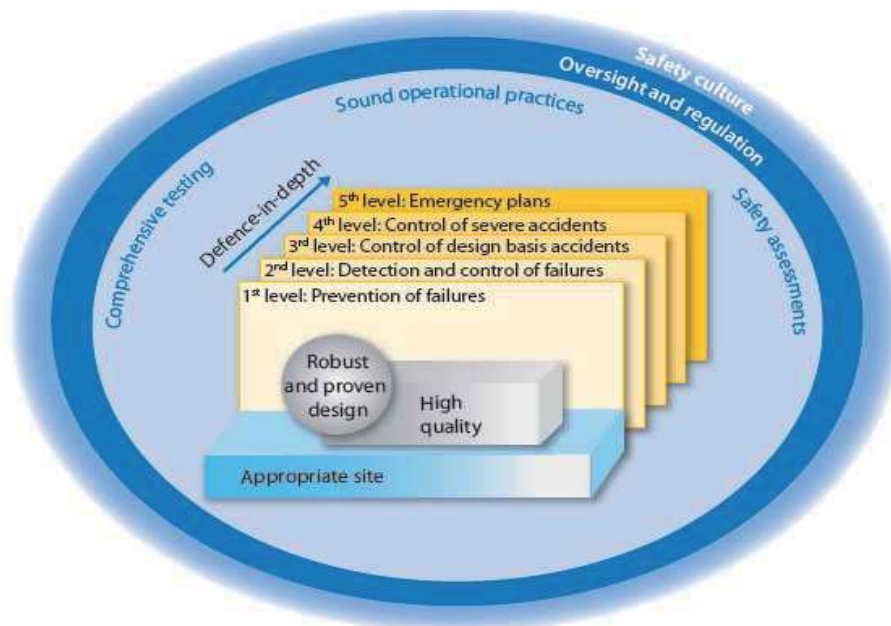 Safety culture
Oversight and regulation
Sound operational practices
Comprehensive testing
Safety assessments
Defence-in-depth
5th level: Emergency plans
4th level: Control of severe accidents
3rd level: Control of design basis accidents
2nd level: Detection and control of failures
1st level: Prevention of failures
Robust
and proven
design
High
quality
Appropriate site